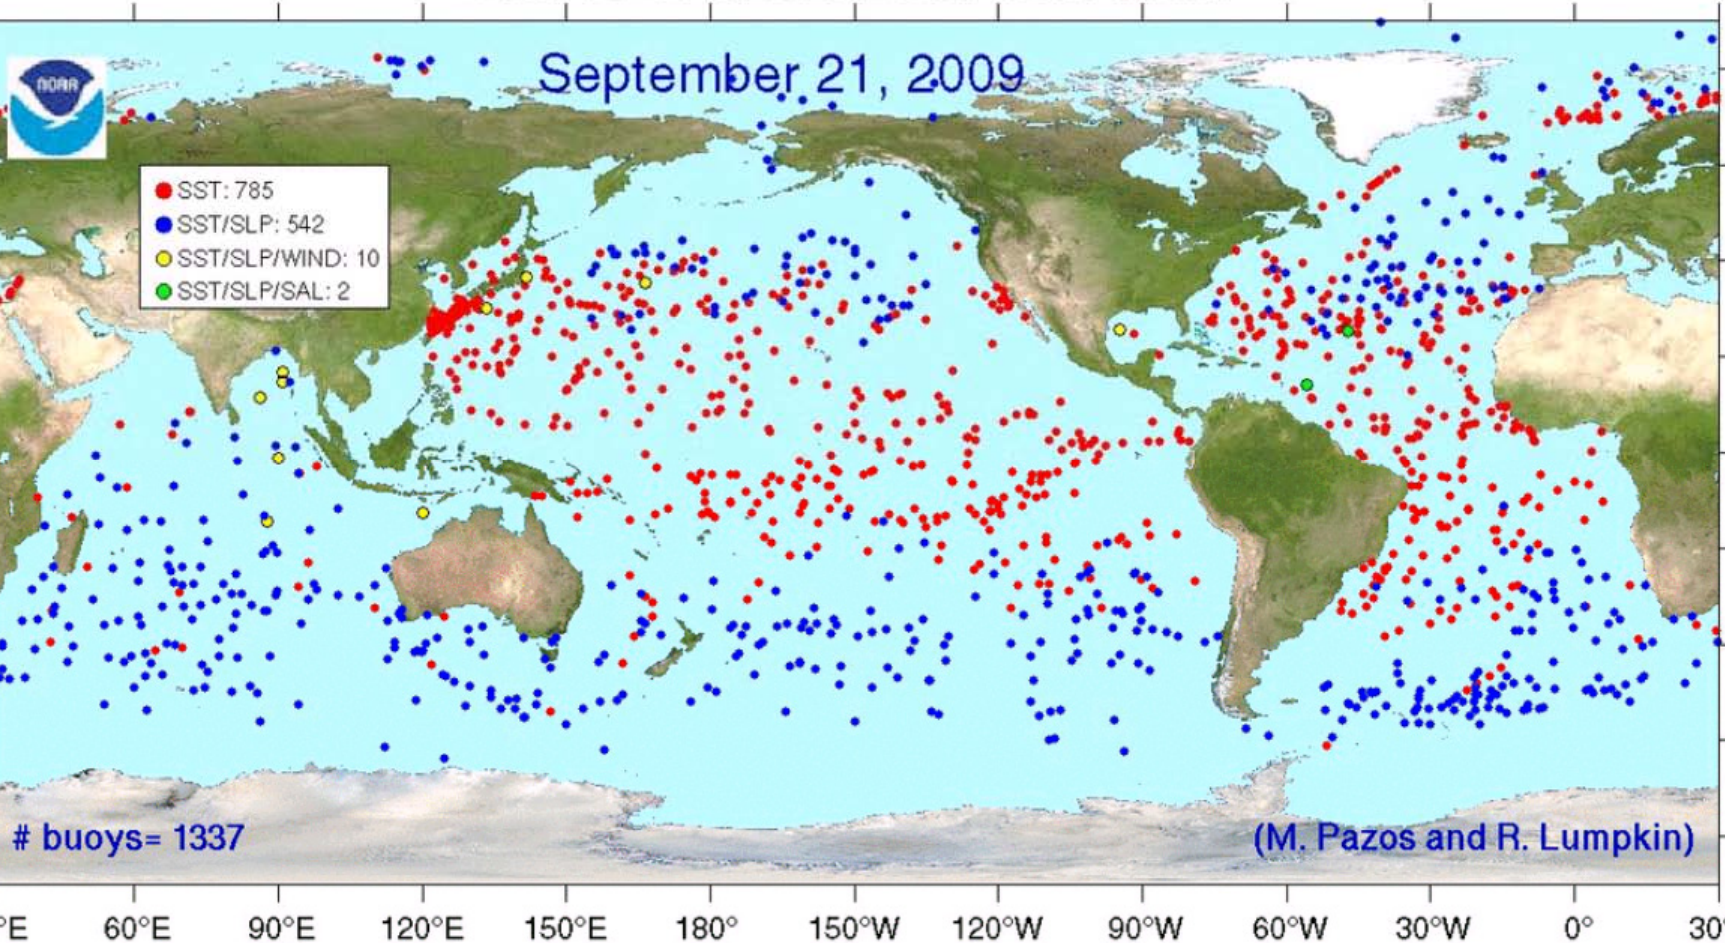 September 21, 2009
NOAA
SST: 785
SST/SLP: 542
SST/SLP/WIND: 10
SST/SLP/SAL: 2
# buoys= 1337
(M. Pazos and R. Lumpkin)
°E 60°E 90°E 120°E 150°E 180° 150°W 120°W 90°W 60°W 30°W 0° 30